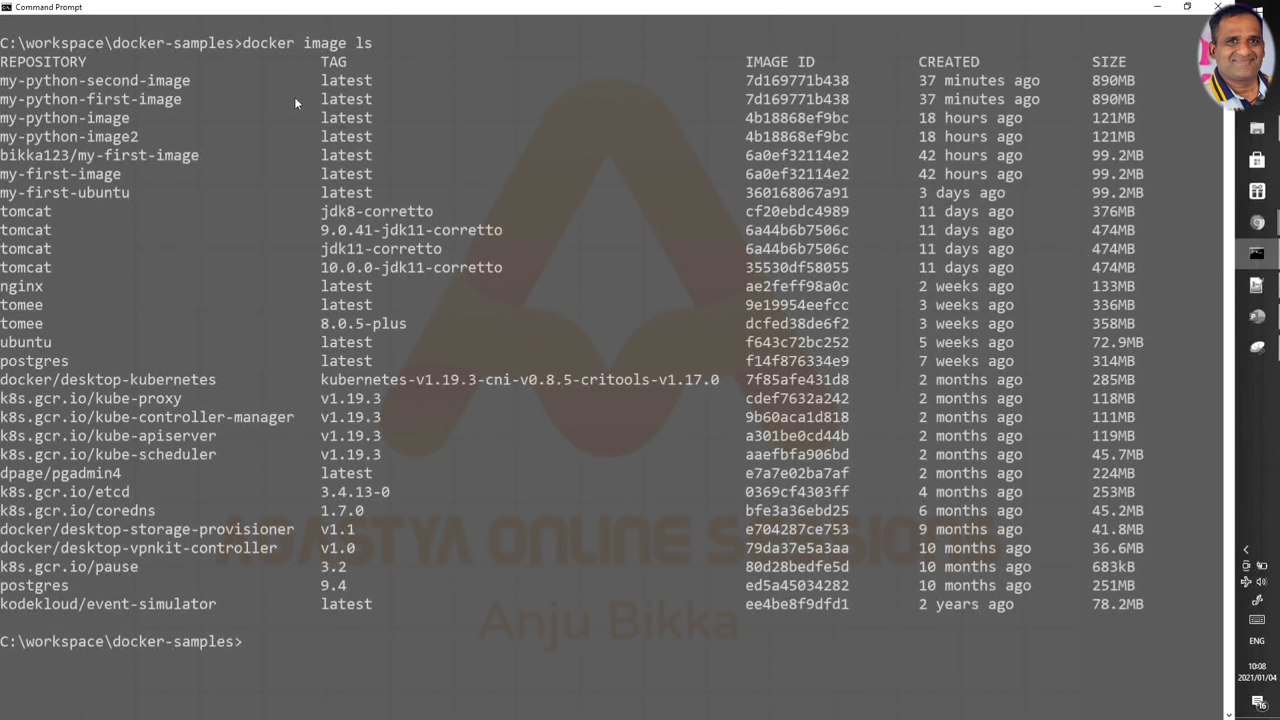 Command Prompt
C:\workspace\docker-samples>docker image ls
REPOSITORY TAG IMAGE ID CREATED SIZE
my-python-second-image latest 7d169771b438 37 minutes ago 890MB
my-python-first-image latest 7d169771b438 37 minutes ago 890MB
my-python-image latest 4b18868ef9bc 18 hours ago 121MB
my-python-image2 latest 4b18868ef9bc 18 hours ago 121MB
bikka123/my-first-image latest 6a0ef32114e2 42 hours ago 99.2MB
my-first-image latest 6a0ef32114e2 42 hours ago 99.2MB
my-first-ubuntu latest 360168067a91 3 days ago 99.2MB
tomcat jdk8-corretto cf20ebdc4989 11 days ago 376MB
tomcat 9.0.41-jdk11-corretto 6a44b6b7506c 11 days ago 474MB
tomcat jdk11-corretto 6a44b6b7506c 11 days ago 474MB
tomcat 10.0.0-jdk11-corretto 35530df58055 11 days ago 474MB
nginx latest ae2feff98a0c 2 weeks ago 133MB
tomee latest 9e19954eefcc 3 weeks ago 336MB
tomee 8.0.5-plus dcfed38de6f2 3 weeks ago 358MB
ubuntu latest f643c72bc252 5 weeks ago 72.9MB
postgres latest f14f876334e9 7 weeks ago 314MB
docker/desktop-kubernetes kubernetes-v1.19.3-cni-v0.8.5-critools-v1.17.0 7f85afe431d8 2 months ago 285MB
k8s.gcr.io/kube-proxy v1.19.3 cdef7632a242 2 months ago 118MB
k8s.gcr.io/kube-controller-manager v1.19.3 9b60aca1d818 2 months ago 111MB
k8s.gcr.io/kube-apiserver v1.19.3 a301be0cd44b 2 months ago 119MB
k8s.gcr.io/kube-scheduler v1.19.3 aaefbfa906bd 2 months ago 45.7MB
dpage/pgadmin4 latest e7a7e02ba7af 2 months ago 224MB
k8s.gcr.io/etcd 3.4.13-0 0369cf4303ff 4 months ago 253MB
k8s.gcr.io/coredns 1.7.0 bfe3a36ebd25 6 months ago 45.2MB
docker/desktop-storage-provisioner v1.1 e704287ce753 9 months ago 41.8MB
docker/desktop-vpnkit-controller v1.0 79da37e5a3aa 10 months ago 36.6MB
k8s.gcr.io/pause 3.2 80d28bedfe5d 10 months ago 683kB
postgres 9.4 ed5a45034282 10 months ago 251MB
kodekloud/event-simulator latest ee4be8f9dfd1 2 years ago 78.2MB
C:\workspace\docker-samples>
AGASTYA ONLINE SESSIONS
Anju Bikka
ENG
10:08
2021/01/04
16